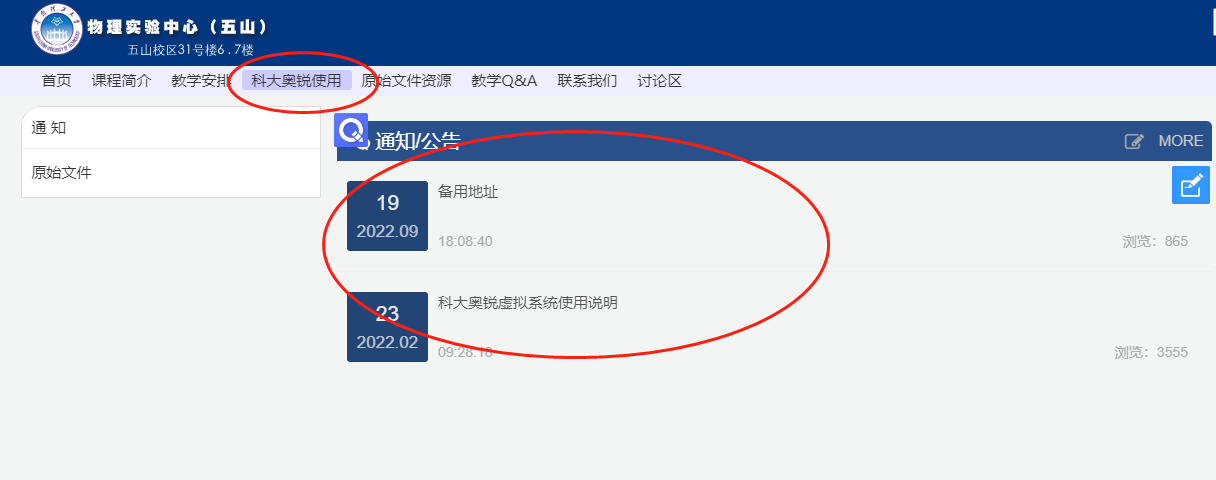 物理实验中心（五山）
五山校区31号楼6.7楼
首页 课程简介 教学安排 科大奥锐使用 原始文件资源 教学Q&A 联系我们 讨论区
通 知
原始文件
通知/公告 MORE
19
2022.09
备用地址
18:08:40 浏览：865
23
2022.02
科大奥锐虚拟系统使用说明
09:28:18 浏览：3555